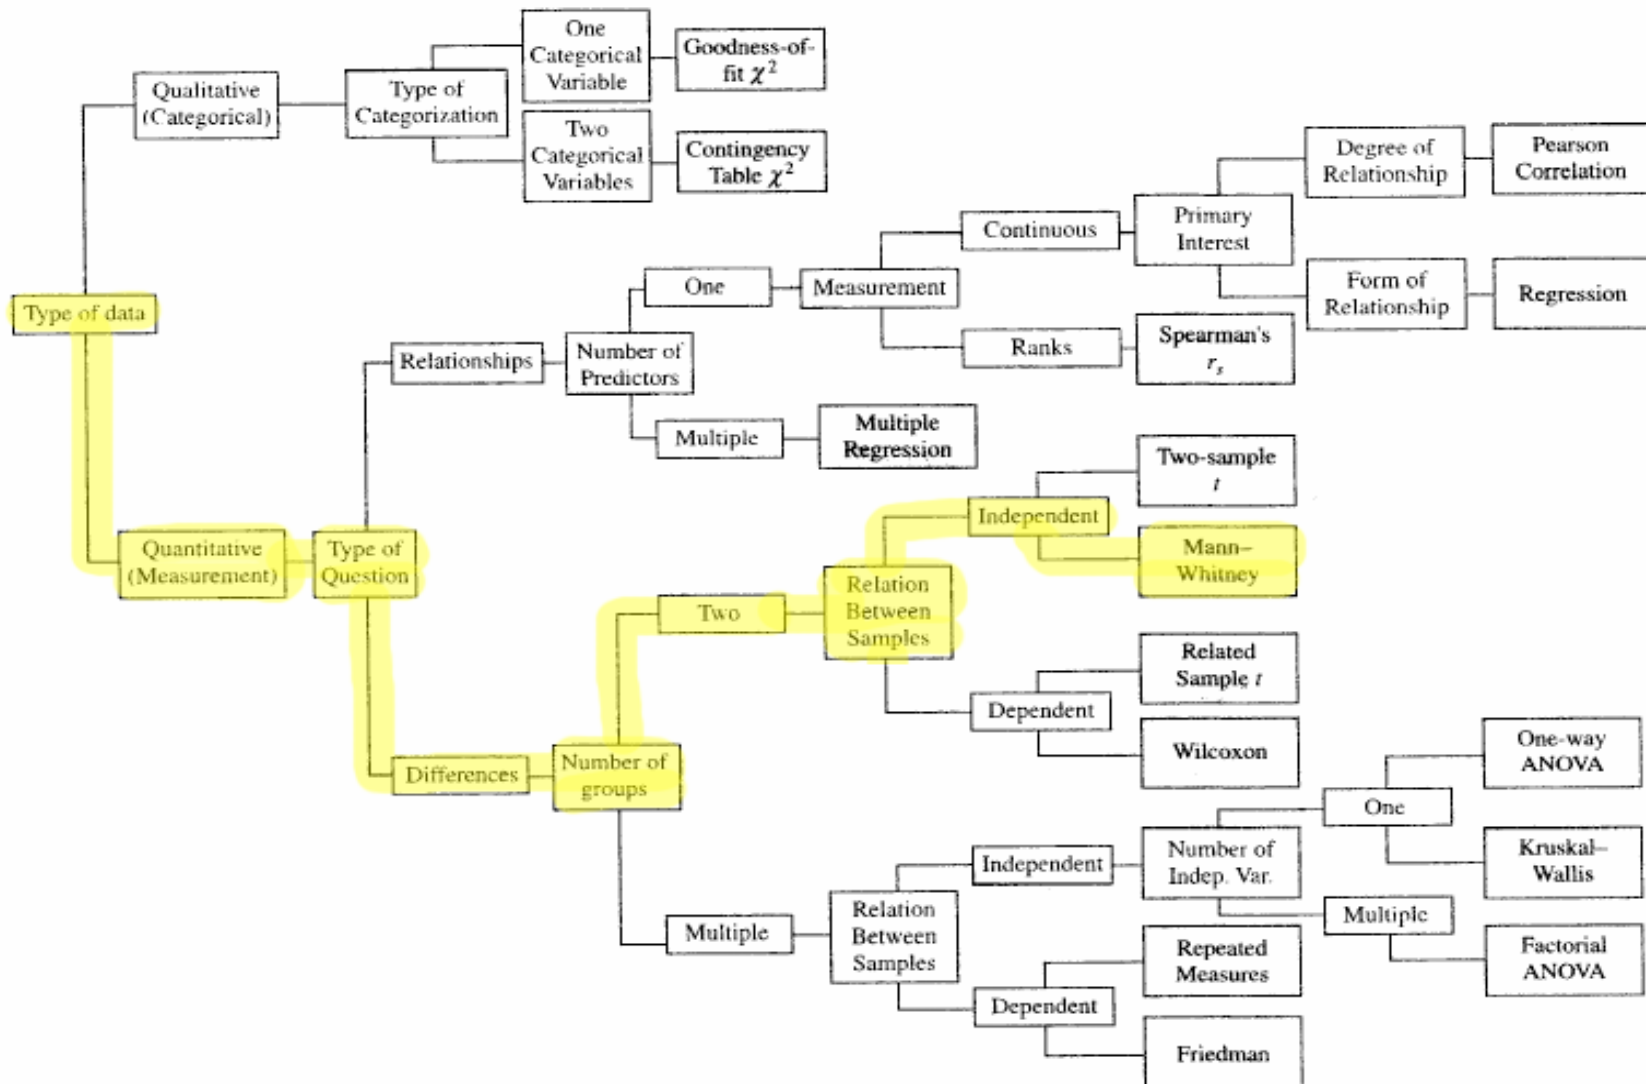 One
Categorical
Variable
Goodness-of-
fit χ²
Qualitative
(Categorical)
Type of
Categorization
Two
Categorical
Variables
Contingency
Table χ²
Degree of
Relationship
Pearson
Correlation
Continuous
Primary
Interest
One
Measurement
Form of
Relationship
Regression
Type of data
Relationships
Number of
Predictors
Ranks
Spearman's
rₛ
Multiple
Multiple
Regression
Two-sample
t
Independent
Quantitative
(Measurement)
Type of
Question
Mann–
Whitney
Two
Relation
Between
Samples
Related
Sample t
Dependent
Wilcoxon
Differences
Number of
groups
One-way
ANOVA
One
Independent
Number of
Indep. Var.
Kruskal–
Wallis
Multiple
Relation
Between
Samples
Multiple
Repeated
Measures
Factorial
ANOVA
Dependent
Friedman